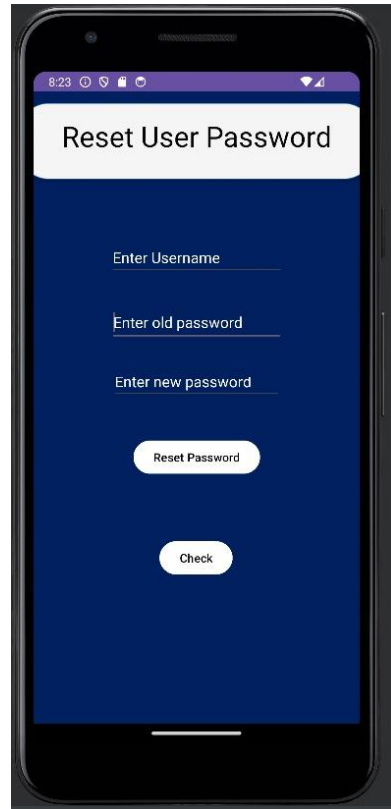 8:23
Reset User Password
Enter Username
Enter old password
Enter new password
Reset Password
Check